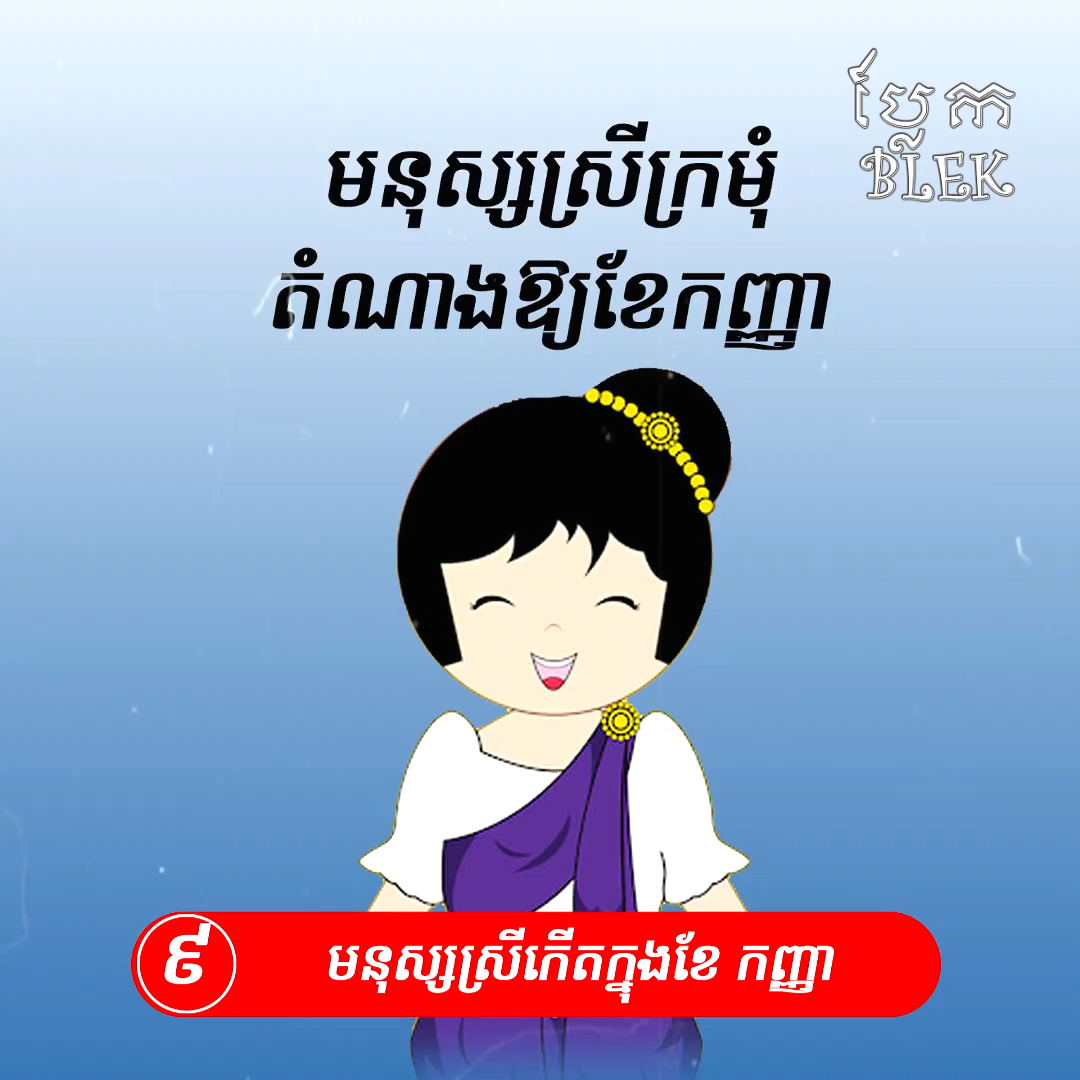 ប្លែក
BLEK
មនុស្សស្រីក្រមុំ
តំណាងឱ្យខែកញ្ញា
៩
មនុស្សស្រីកើតក្នុងខែ កញ្ញា